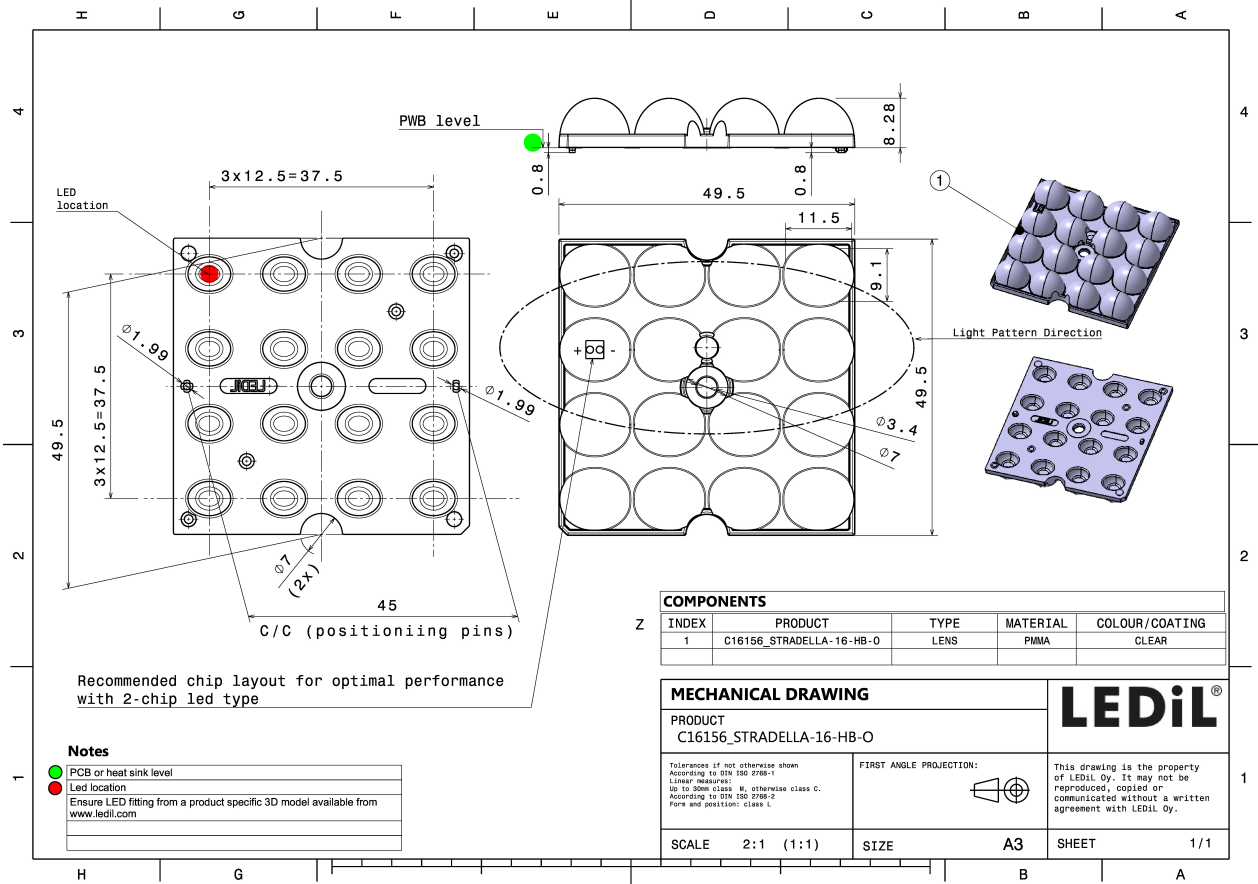 H G F E D C B A
4
4
PWB level
8.28
0.8
0.8
3x12.5=37.5
LED
location
49.5
11.5
9.1
1
3
3
Light Pattern Direction
Ø1.99
LEDiL
+ -
Ø1.99
49.5
3x12.5=37.5
49.5
Ø3.4
Ø7
2
2
Ø7
(2x)
45
C/C (positioniing pins)
Recommended chip layout for optimal performance
with 2-chip led type
Z
COMPONENTS
INDEX PRODUCT TYPE MATERIAL COLOUR/COATING
1 C16156_STRADELLA-16-HB-O LENS PMMA CLEAR
MECHANICAL DRAWING
PRODUCT
C16156_STRADELLA-16-HB-O
LEDiL®
Tolerances if not otherwise shown
According to DIN ISO 2768-1
Linear measures:
Up to 30mm class M, otherwise class C.
According to DIN ISO 2768-2
Form and position: class L
FIRST ANGLE PROJECTION:
This drawing is the property
of LEDiL Oy. It may not be
reproduced, copied or
communicated without a written
agreement with LEDiL Oy.
SCALE 2:1 (1:1)
SIZE A3
SHEET 1/1
Notes
PCB or heat sink level
Led location
Ensure LED fitting from a product specific 3D model available from
www.ledil.com
1
1
H G F E B A